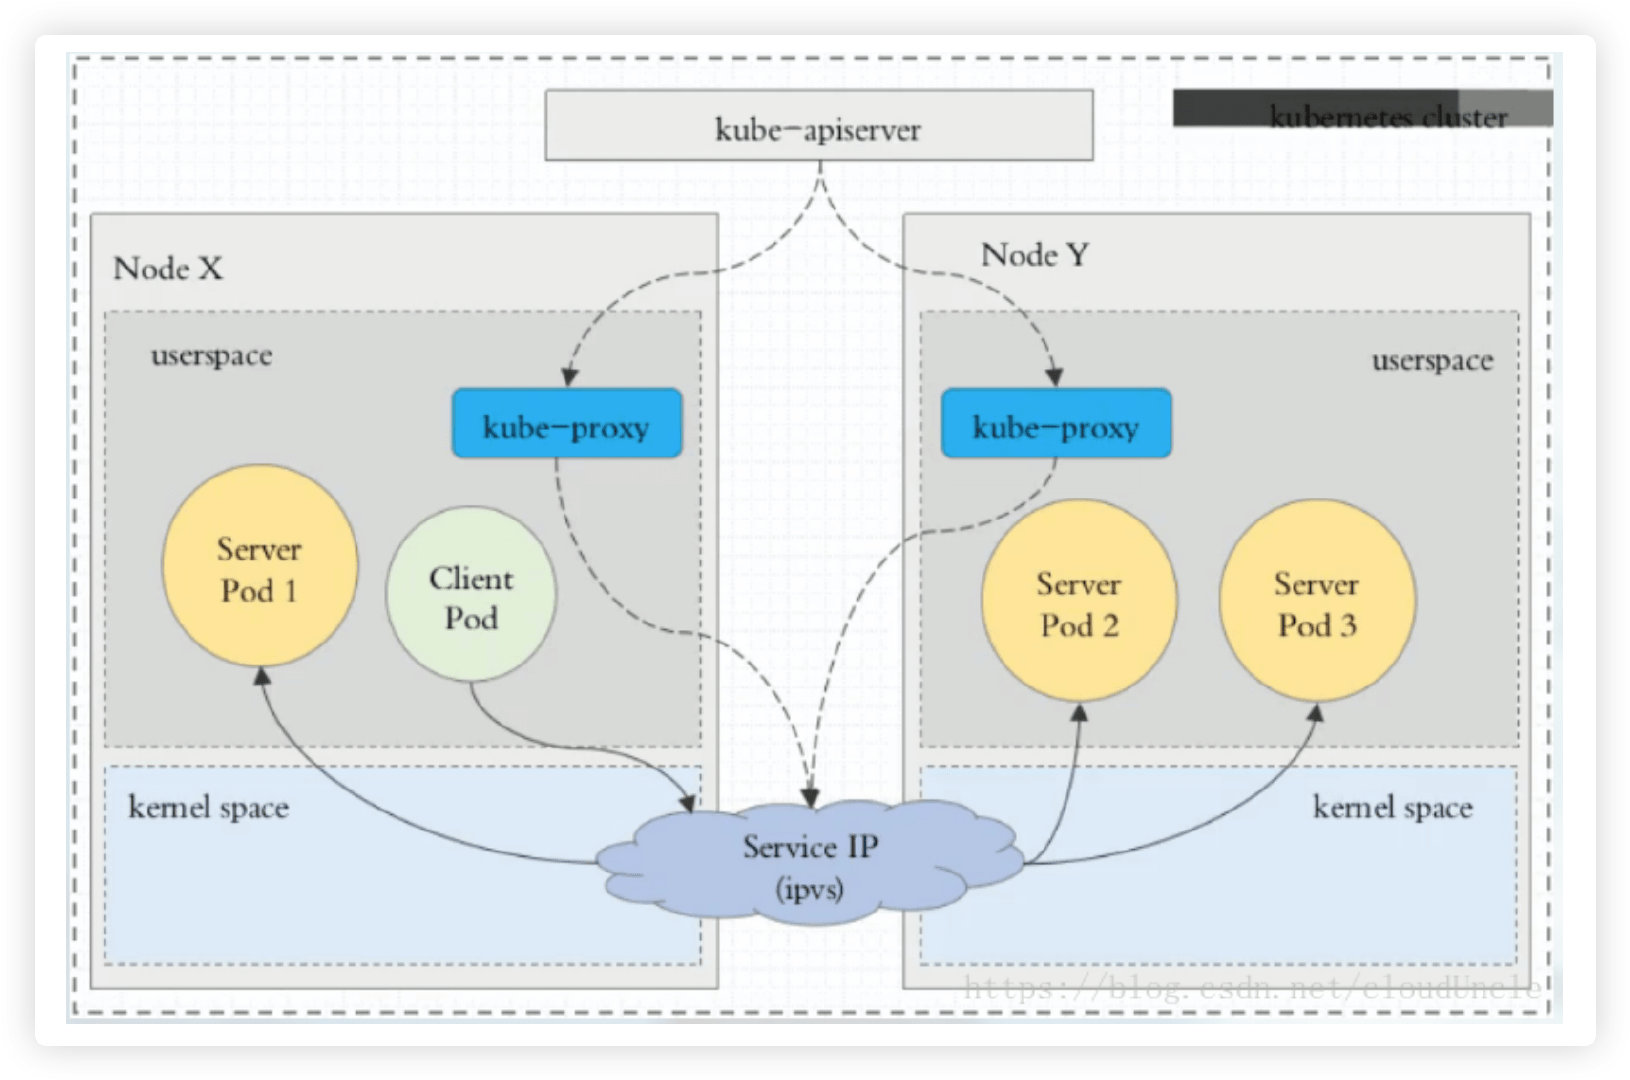 kube-apiserver
kubernetes cluster
Node X
Node Y
userspace
userspace
kube-proxy
kube-proxy
Server
Pod 1
Client
Pod
Server
Pod 2
Server
Pod 3
kernel space
kernel space
Service IP
(ipvs)
https://blog.csdn.net/cloudUncle